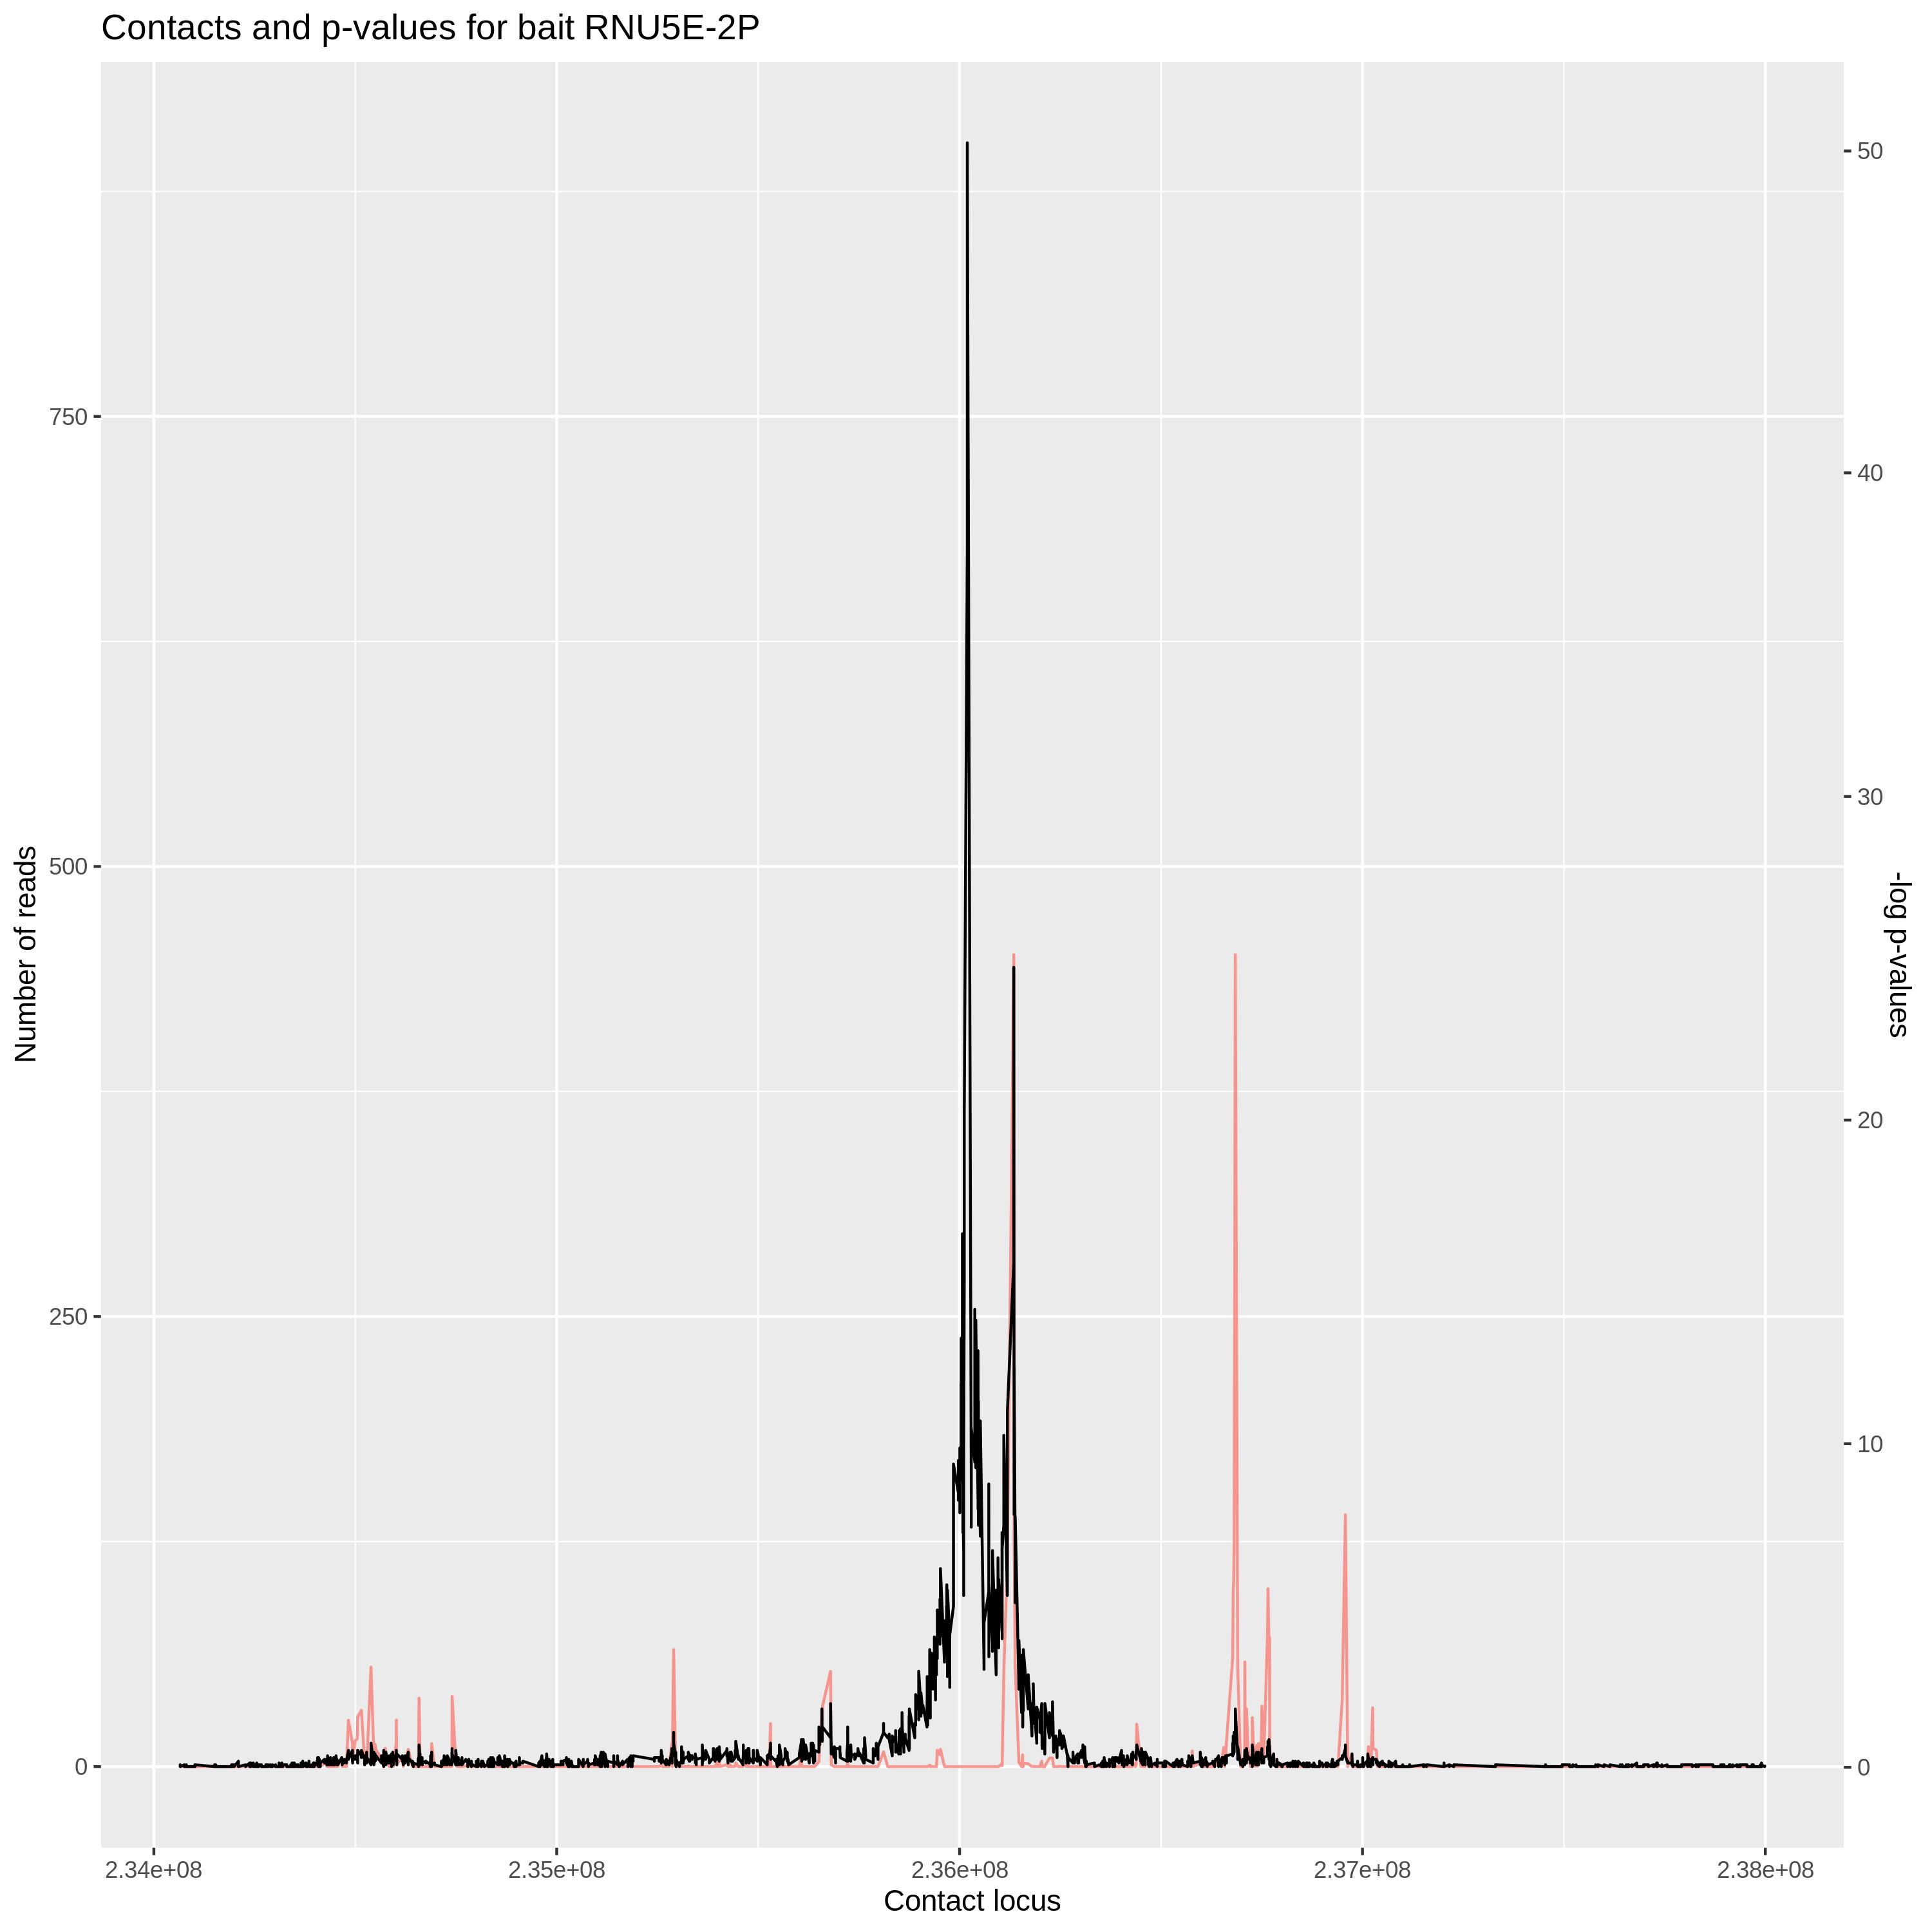 Contacts and p-values for bait RNU5E-2P
Number of reads
750
500
250
0
50
40
30
20
10
0
-log p-values
2.34e+08
2.35e+08
2.36e+08
2.37e+08
2.38e+08
Contact locus